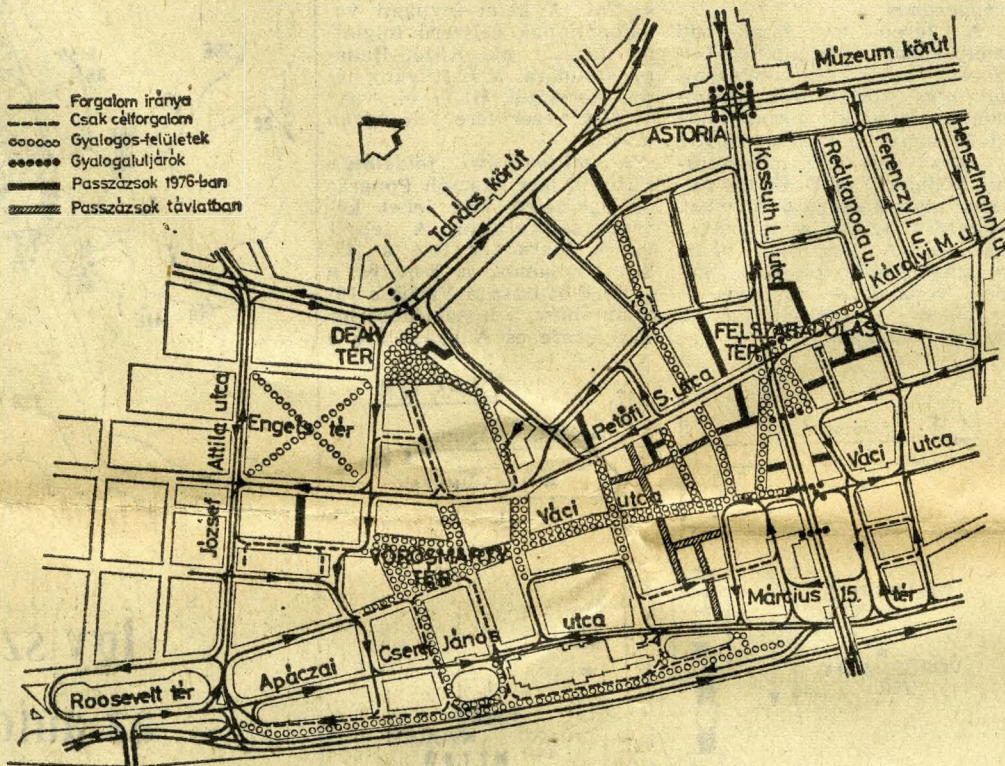 Forgalom iránya
Csak célforgalom
Gyalogos-felületek
Gyalogaluljárók
Passzázsok 1976-ban
Passzázsok távlatban
Múzeum körút
ASTORIA
Tanács körút
Kossuth L. utca
Reáltanoda u.
Ferenczy I. u.
Henszlmann u.
Károlyi M. u.
DEÁK
TÉR
FELSZABADULÁS
TÉR
Petőfi S. utca
Engels tér
József Attila utca
Váci utca
Váci utca
VÖRÖSMARTY
TÉR
Március 15. tér
Apáczai Csere János utca
Roosevelt tér